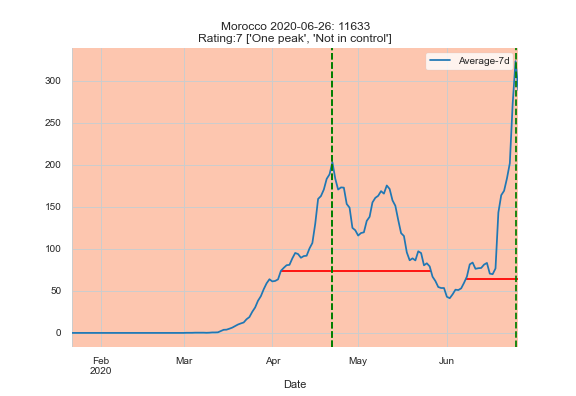 Morocco 2020-06-26: 11633
Rating:7 ['One peak', 'Not in control']
Average-7d
300
250
200
150
100
50
0
Feb
2020
Mar
Apr
May
Jun
Date